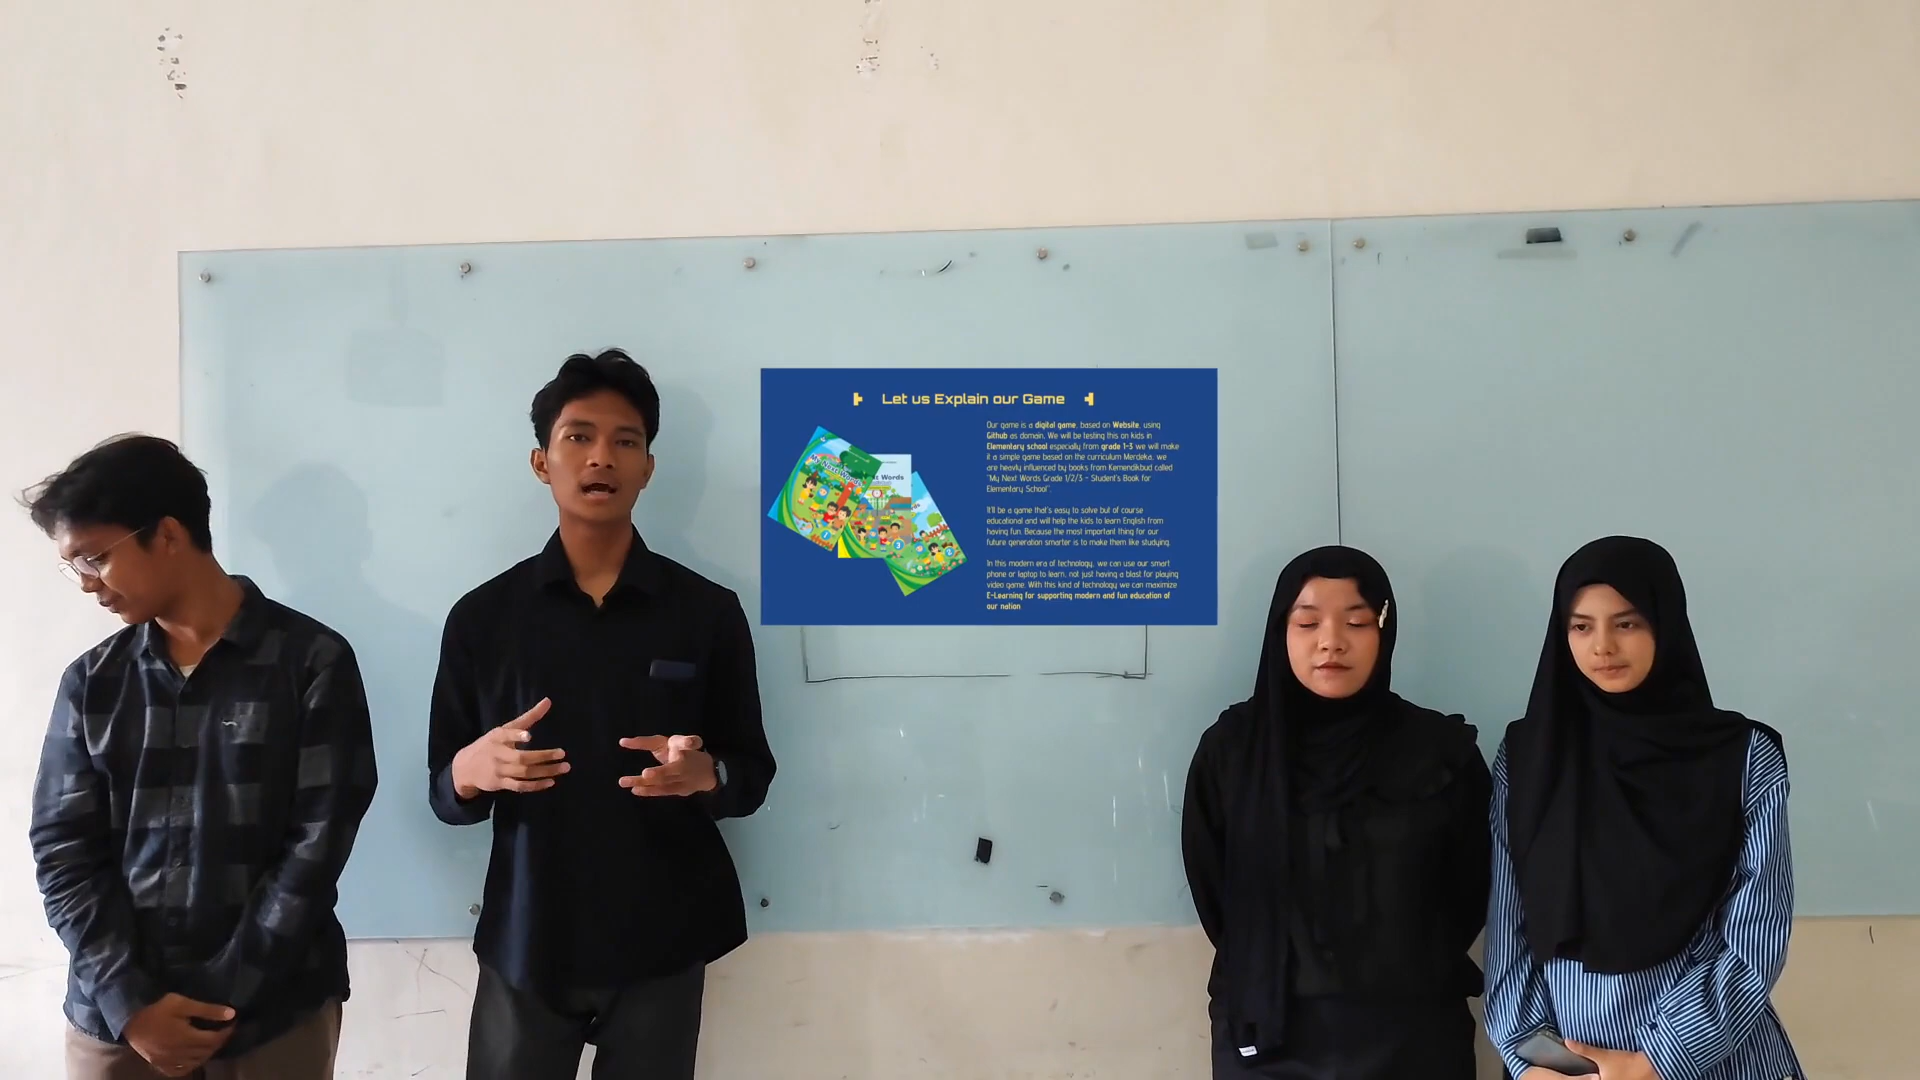 Let us Explain our Game
Our game is a digital game, based on Website, using
Github as domain. We will be testing this on kids in
Elementary school especially from grade 1-3 we will make
it a simple game based on the curriculum Merdeka, we
are heavily influenced by books from Kemendikbud called
"My Next Words Grade 1/2/3 - Student's Book for
Elementary School".
It'll be a game that's easy to solve but of course
educational and will help the kids to learn English from
having fun. Because the most important thing for our
future generation smarter is to make them like studying.
In this modern era of technology, we can use our smart
phone or laptop to learn, not just having a blast for playing
video game. With this kind of technology we can maximize
E-Learning for supporting modern and fun education of
our nation
My Next Words
Words
1
3
2